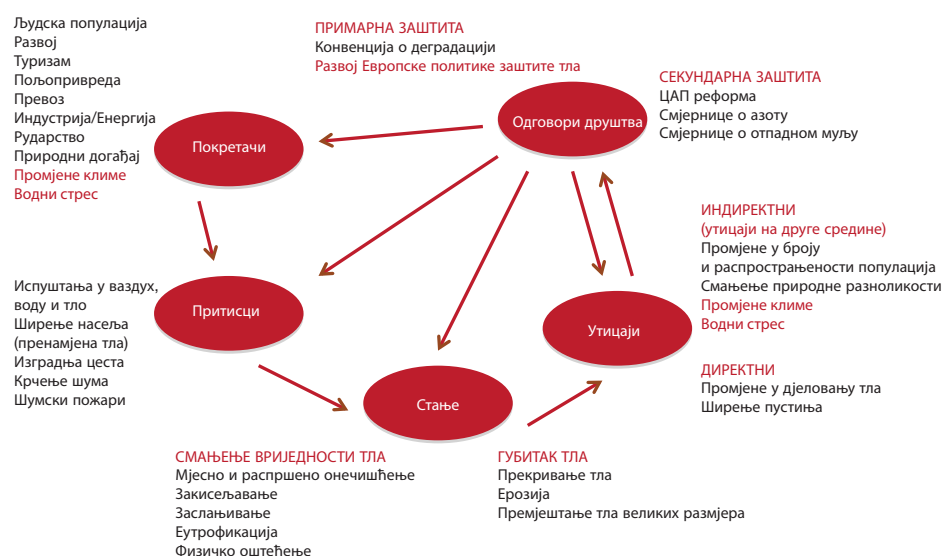 Људска популација
Развој
Туризам
Пољопривреда
Превоз
Индустрија/Енергија
Рударство
Природни догађај
Промјене климе
Водни стрес
ПРИМАРНА ЗАШТИТА
Конвенција о деградацији
Развој Европске политике заштите тла
СЕКУНДАРНА ЗАШТИТА
ЦАП реформа
Смјернице о азоту
Смјернице о отпадном муљу
Одговори друштва
Покретачи
ИНДИРЕКТНИ
(утицаји на друге средине)
Промјене у броју
и распрострањености популација
Смањење природне разноликости
Промјене климе
Водни стрес
Испуштања у ваздух,
воду и тло
Ширење насеља
(пренамјена тла)
Изградња цеста
Крчење шума
Шумски пожари
Притисци
Утицаји
ДИРЕКТНИ
Промјене у дјеловању тла
Ширење пустиња
Стање
СМАЊЕЊЕ ВРИЈЕДНОСТИ ТЛА
Мјесно и распршено онечишћење
Закисељавање
Заслањивање
Еутрофикација
Физичко оштећење
ГУБИТАК ТЛА
Прекривање тла
Ерозија
Премјештање тла великих размјера